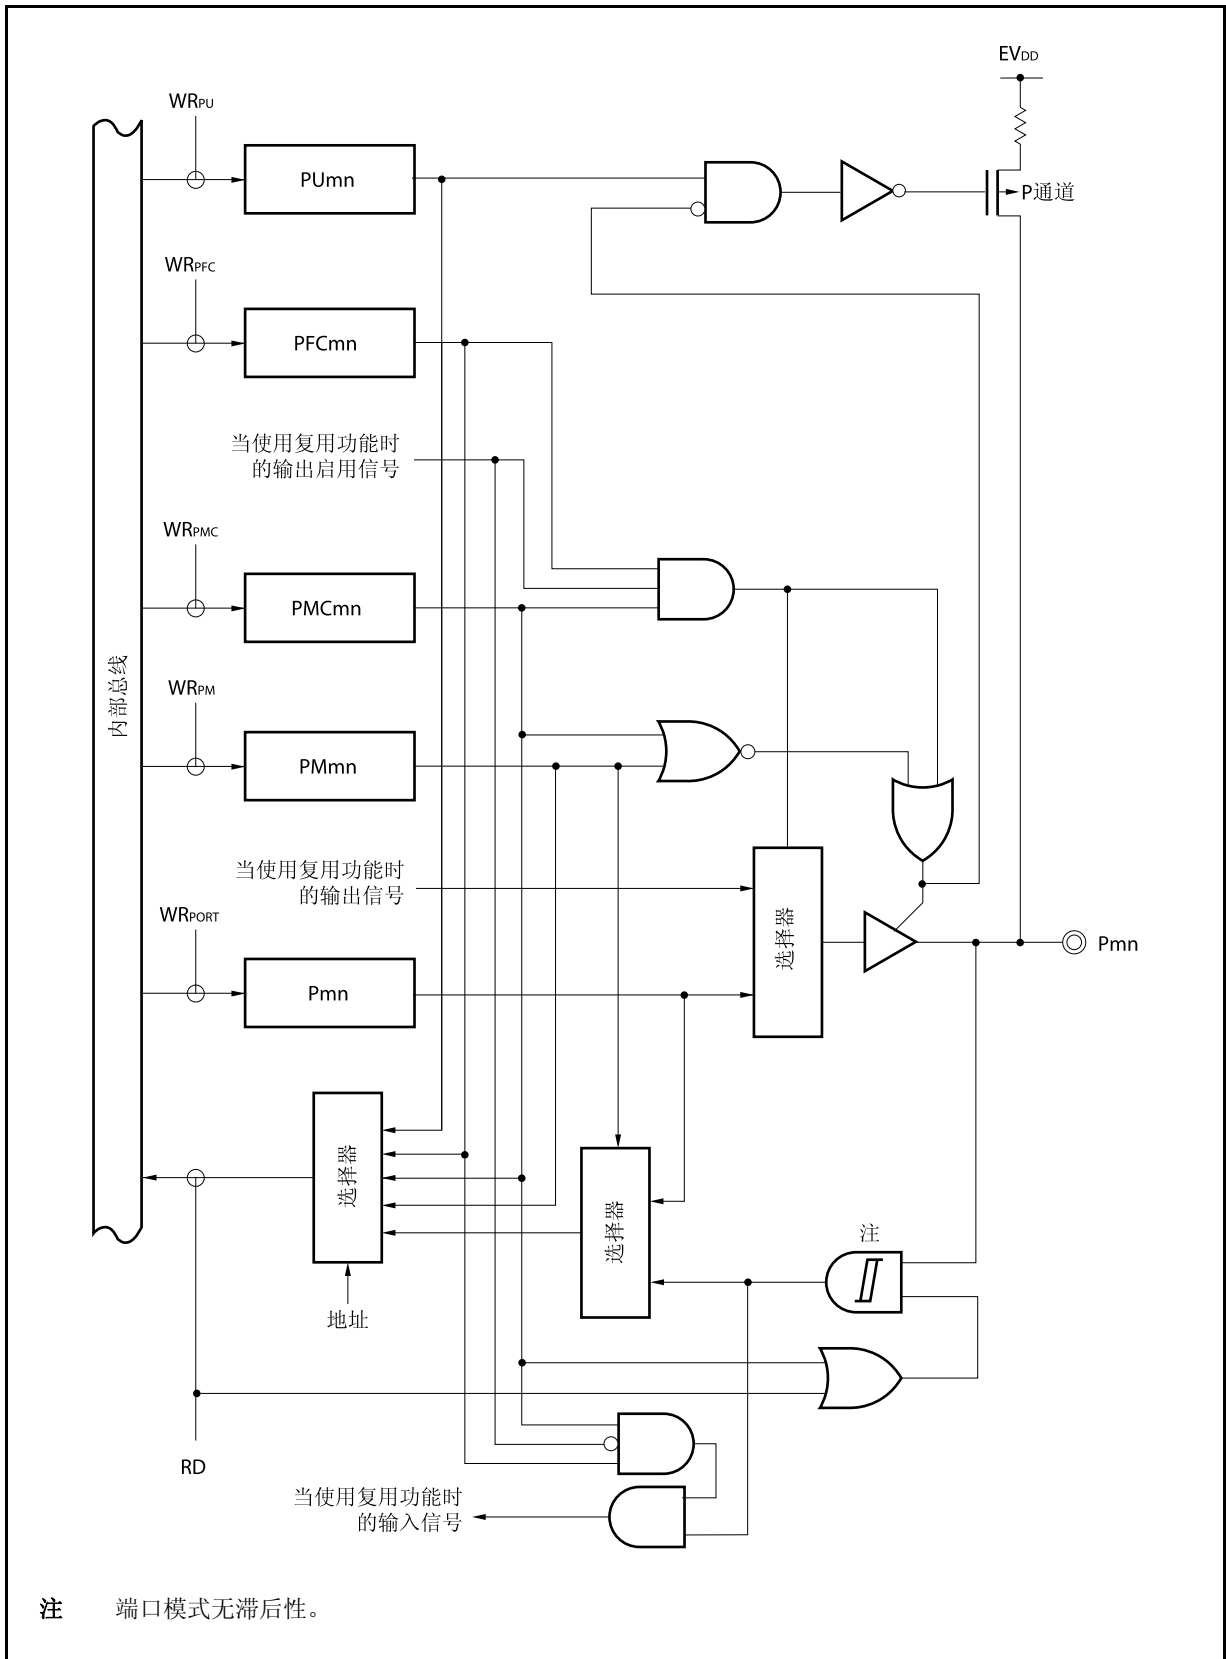 EVDD
WRPU
PUmn
P通道
WRPFC
PFCmn
当使用复用功能时
的输出启用信号
WRPMC
PMCmn
内部总线
WRPM
PMmn
当使用复用功能时
的输出信号
WRPORT
选择器
Pmn
Pmn
选择器
选择器
注
地址
RD
当使用复用功能时
的输入信号
注 端口模式无滞后性。